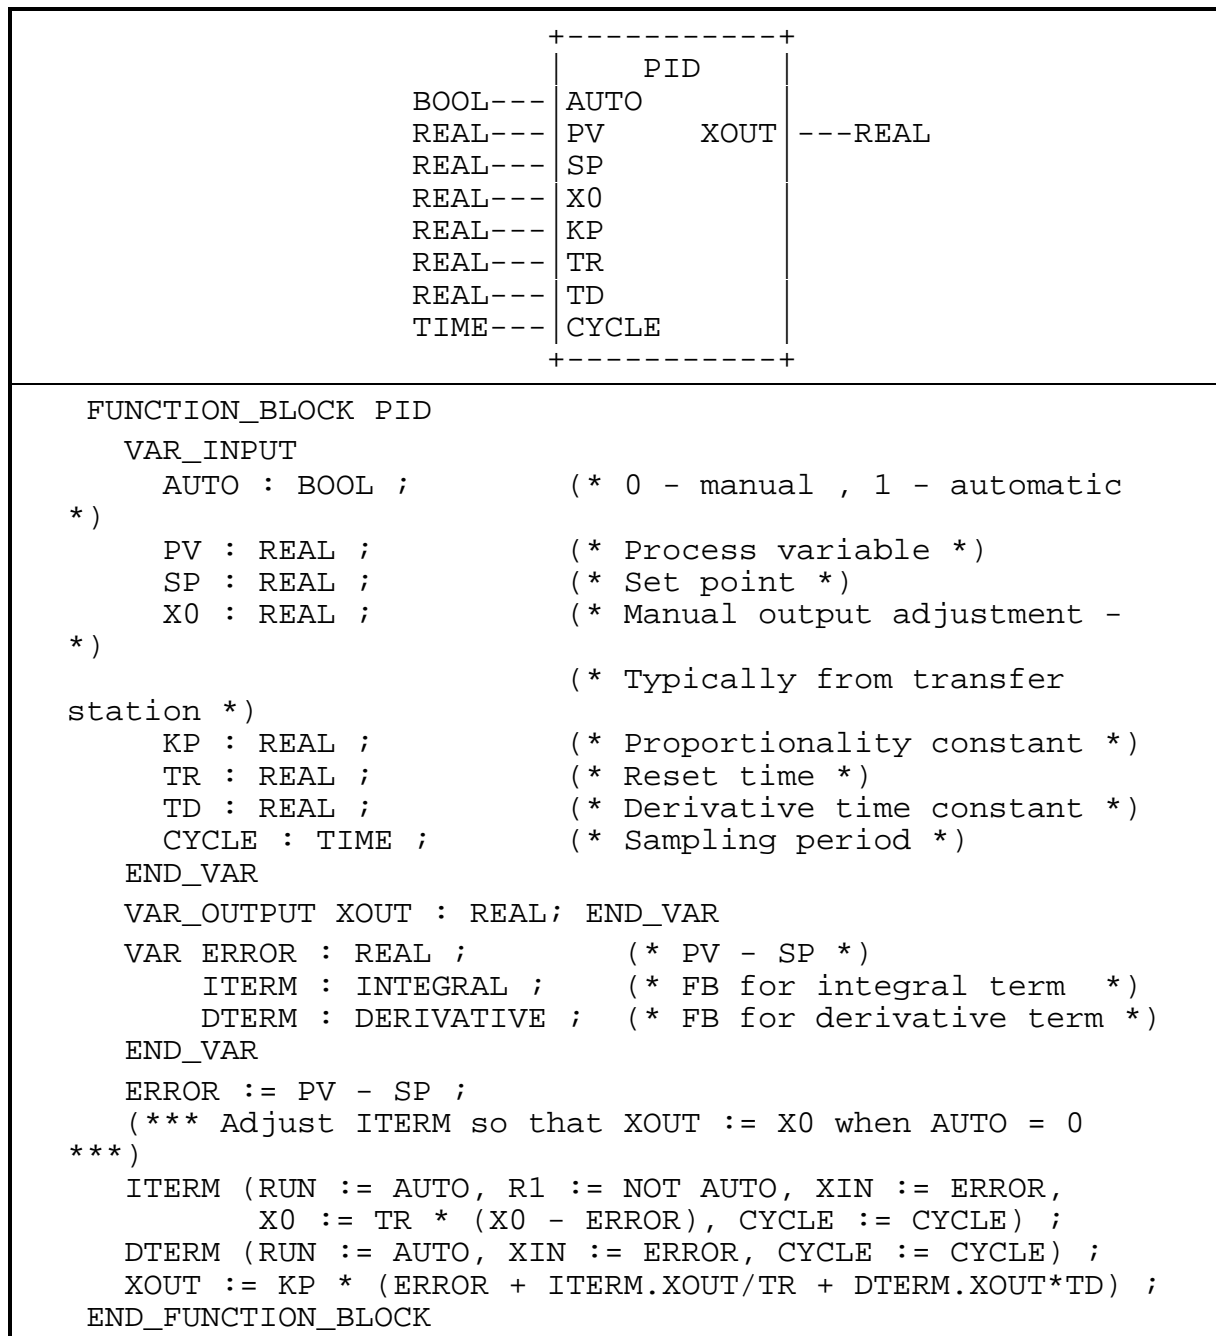 +-----------+
| PID |
BOOL---|AUTO |
REAL---|PV XOUT|---REAL
REAL---|SP |
REAL---|X0 |
REAL---|KP |
REAL---|TR |
REAL---|TD |
TIME---|CYCLE |
+-----------+
FUNCTION_BLOCK PID
VAR_INPUT
AUTO : BOOL ; (* 0 - manual , 1 - automatic
*)
PV : REAL ; (* Process variable *)
SP : REAL ; (* Set point *)
X0 : REAL ; (* Manual output adjustment -
*)
(* Typically from transfer
station *)
KP : REAL ; (* Proportionality constant *)
TR : REAL ; (* Reset time *)
TD : REAL ; (* Derivative time constant *)
CYCLE : TIME ; (* Sampling period *)
END_VAR
VAR_OUTPUT XOUT : REAL; END_VAR
VAR ERROR : REAL ; (* PV - SP *)
ITERM : INTEGRAL ; (* FB for integral term *)
DTERM : DERIVATIVE ; (* FB for derivative term *)
END_VAR
ERROR := PV - SP ;
(*** Adjust ITERM so that XOUT := X0 when AUTO = 0
***)
ITERM (RUN := AUTO, R1 := NOT AUTO, XIN := ERROR,
X0 := TR * (X0 - ERROR), CYCLE := CYCLE) ;
DTERM (RUN := AUTO, XIN := ERROR, CYCLE := CYCLE) ;
XOUT := KP * (ERROR + ITERM.XOUT/TR + DTERM.XOUT*TD) ;
END_FUNCTION_BLOCK